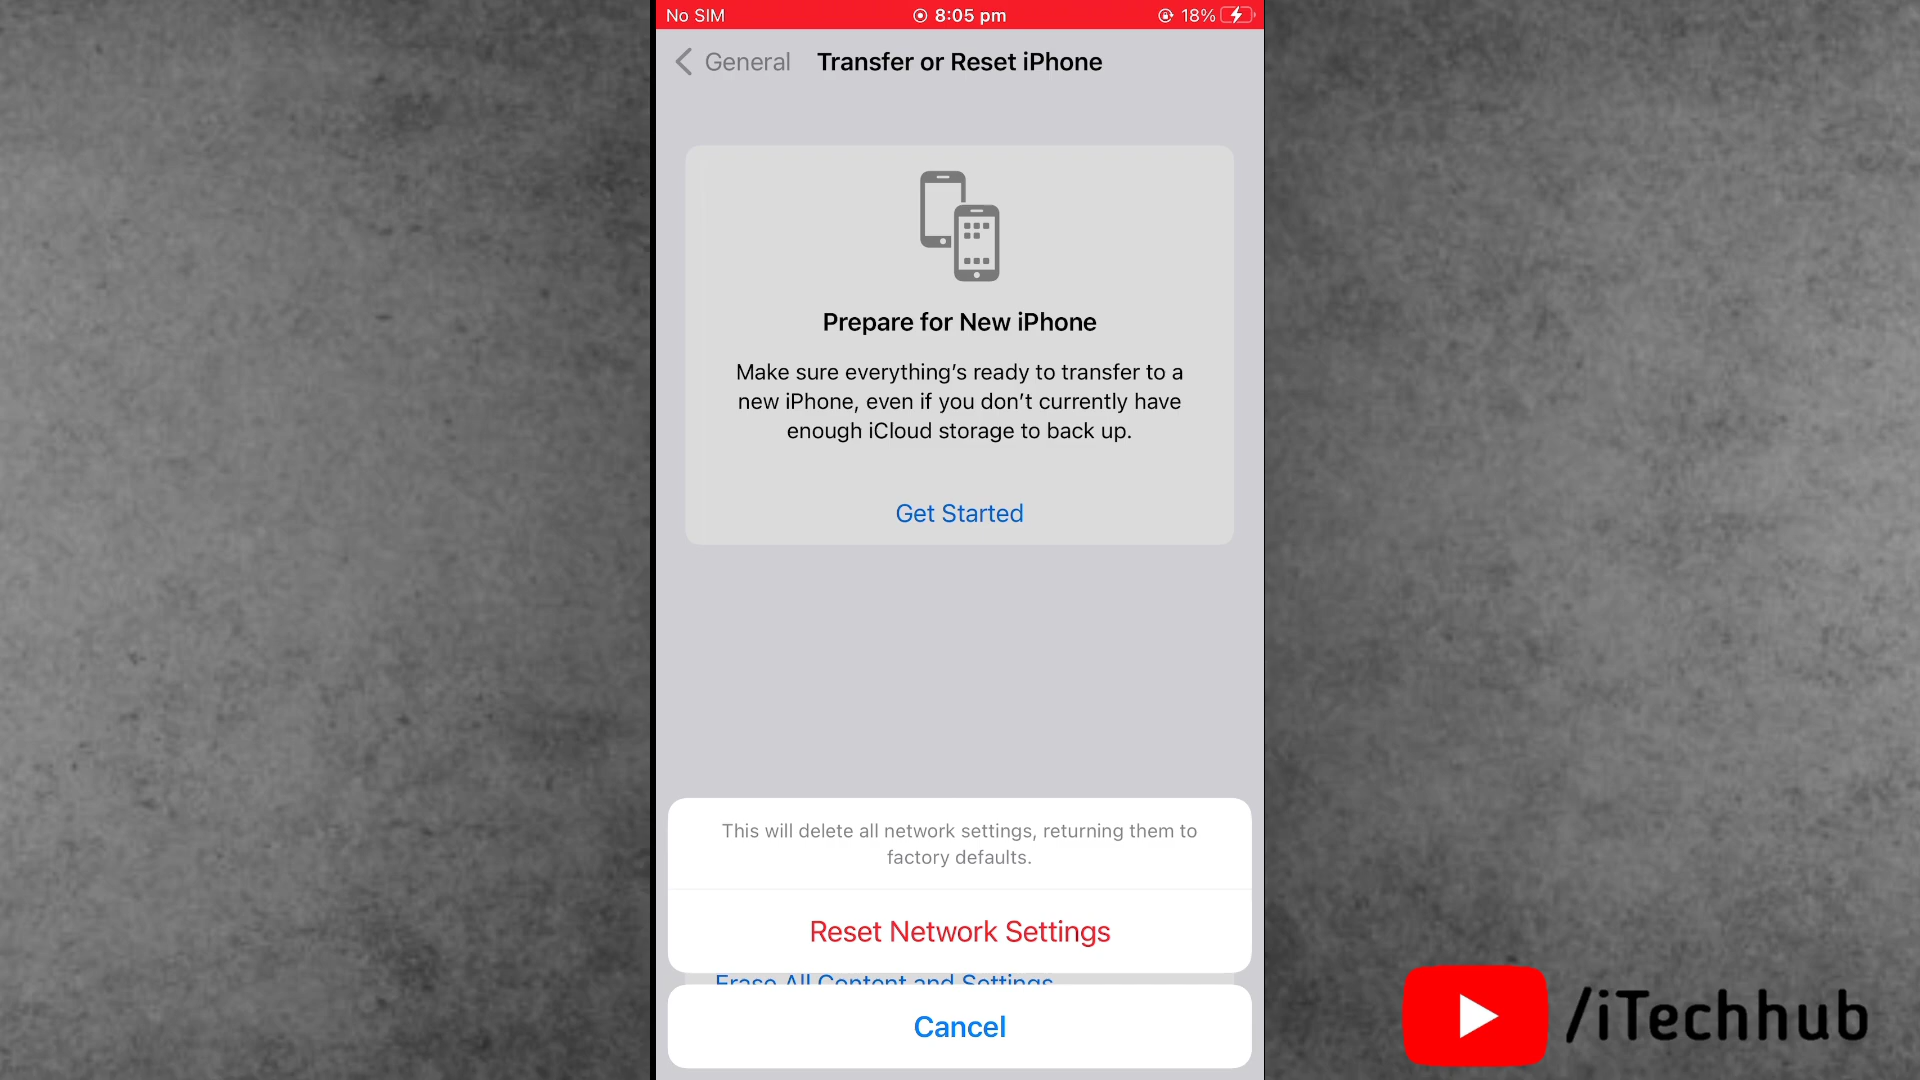 No SIM 8:05 pm 18%
General Transfer or Reset iPhone
Prepare for New iPhone
Make sure everything’s ready to transfer to a
new iPhone, even if you don’t currently have
enough iCloud storage to back up.
Get Started
This will delete all network settings, returning them to
factory defaults.
Reset Network Settings
Erase All Content and Settings
Cancel
/iTechhub